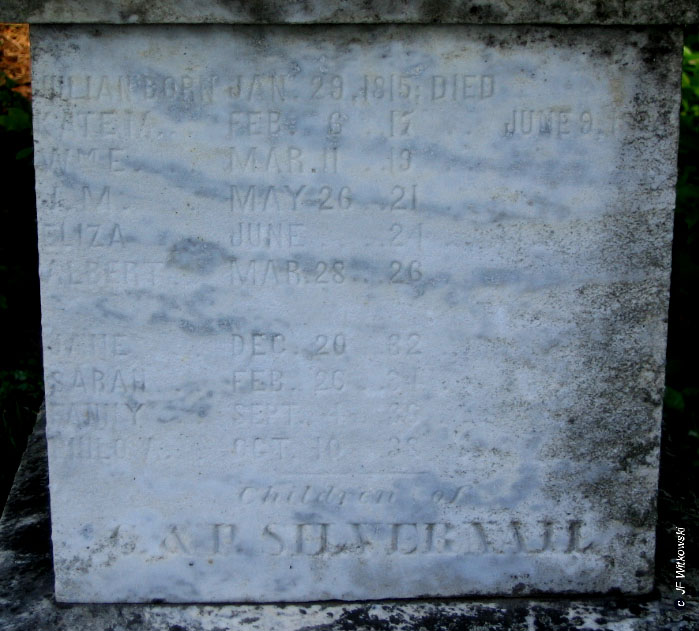 JULIAN BORN JAN. 29, 1815, DIED
KATE M. FEB. 6 17 JUNE 9, 1
WM E. MAR. 11 19
J. M. MAY 26 21
ELIZA JUNE 24
ALBERT MAR. 28 26
JANE DEC. 20 32
SARAH FEB. 26 34
FANNY SEPT.
OCT. 10
Children of
& P. SILVERNAIL
c JF Witkowski